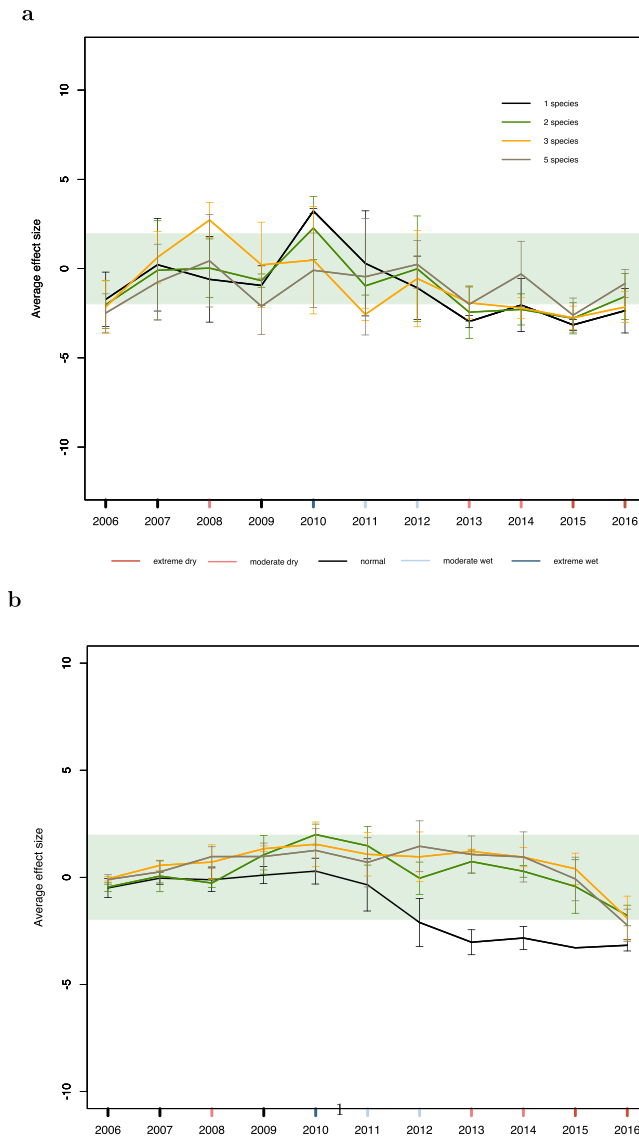 a
10
5
0
-5
-10
Average effect size
1 species
2 species
3 species
5 species
2006 2007 2008 2009 2010 2011 2012 2013 2014 2015 2016
extreme dry moderate dry normal moderate wet extreme wet
b
10
5
0
-5
-10
Average effect size
1
2006 2007 2008 2009 2010 2011 2012 2013 2014 2015 2016